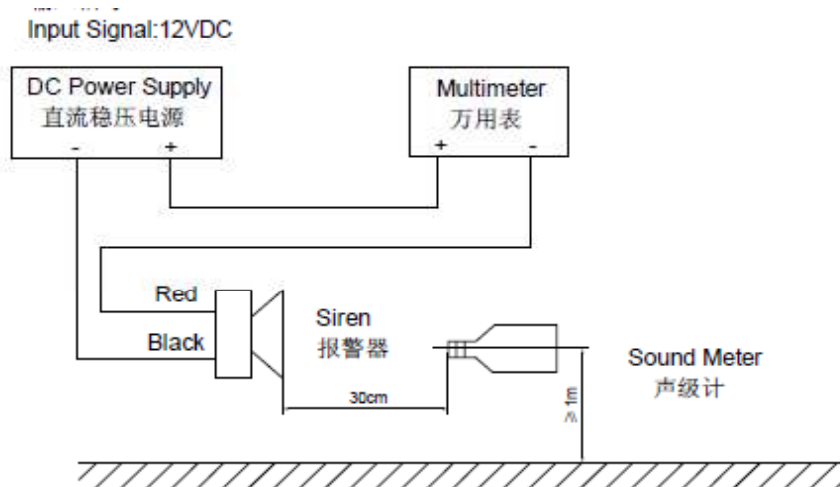 Input Signal:12VDC
DC Power Supply
直流稳压电源
- +
Multimeter
万用表
+ -
Red
Black
Siren
报警器
30cm
Sound Meter
声级计
≥1m